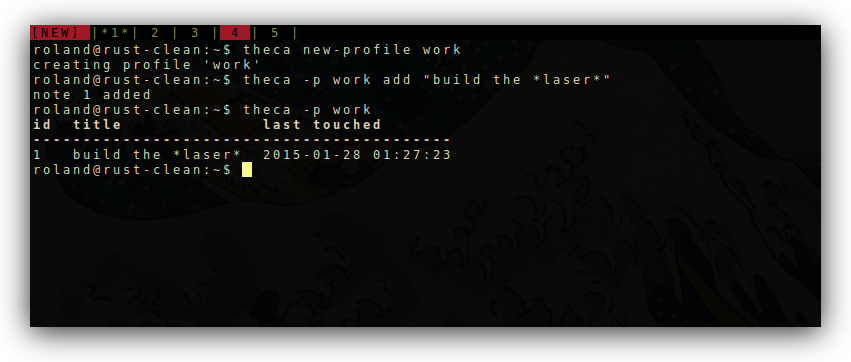 [NEW] |*1*| 2 | 3 | 4 | 5 |
roland@rust-clean:~$ theca new-profile work
creating profile 'work'
roland@rust-clean:~$ theca -p work add "build the *laser*"
note 1 added
roland@rust-clean:~$ theca -p work
id  title              last touched
------------------------------------------
1   build the *laser*  2015-01-28 01:27:23
roland@rust-clean:~$